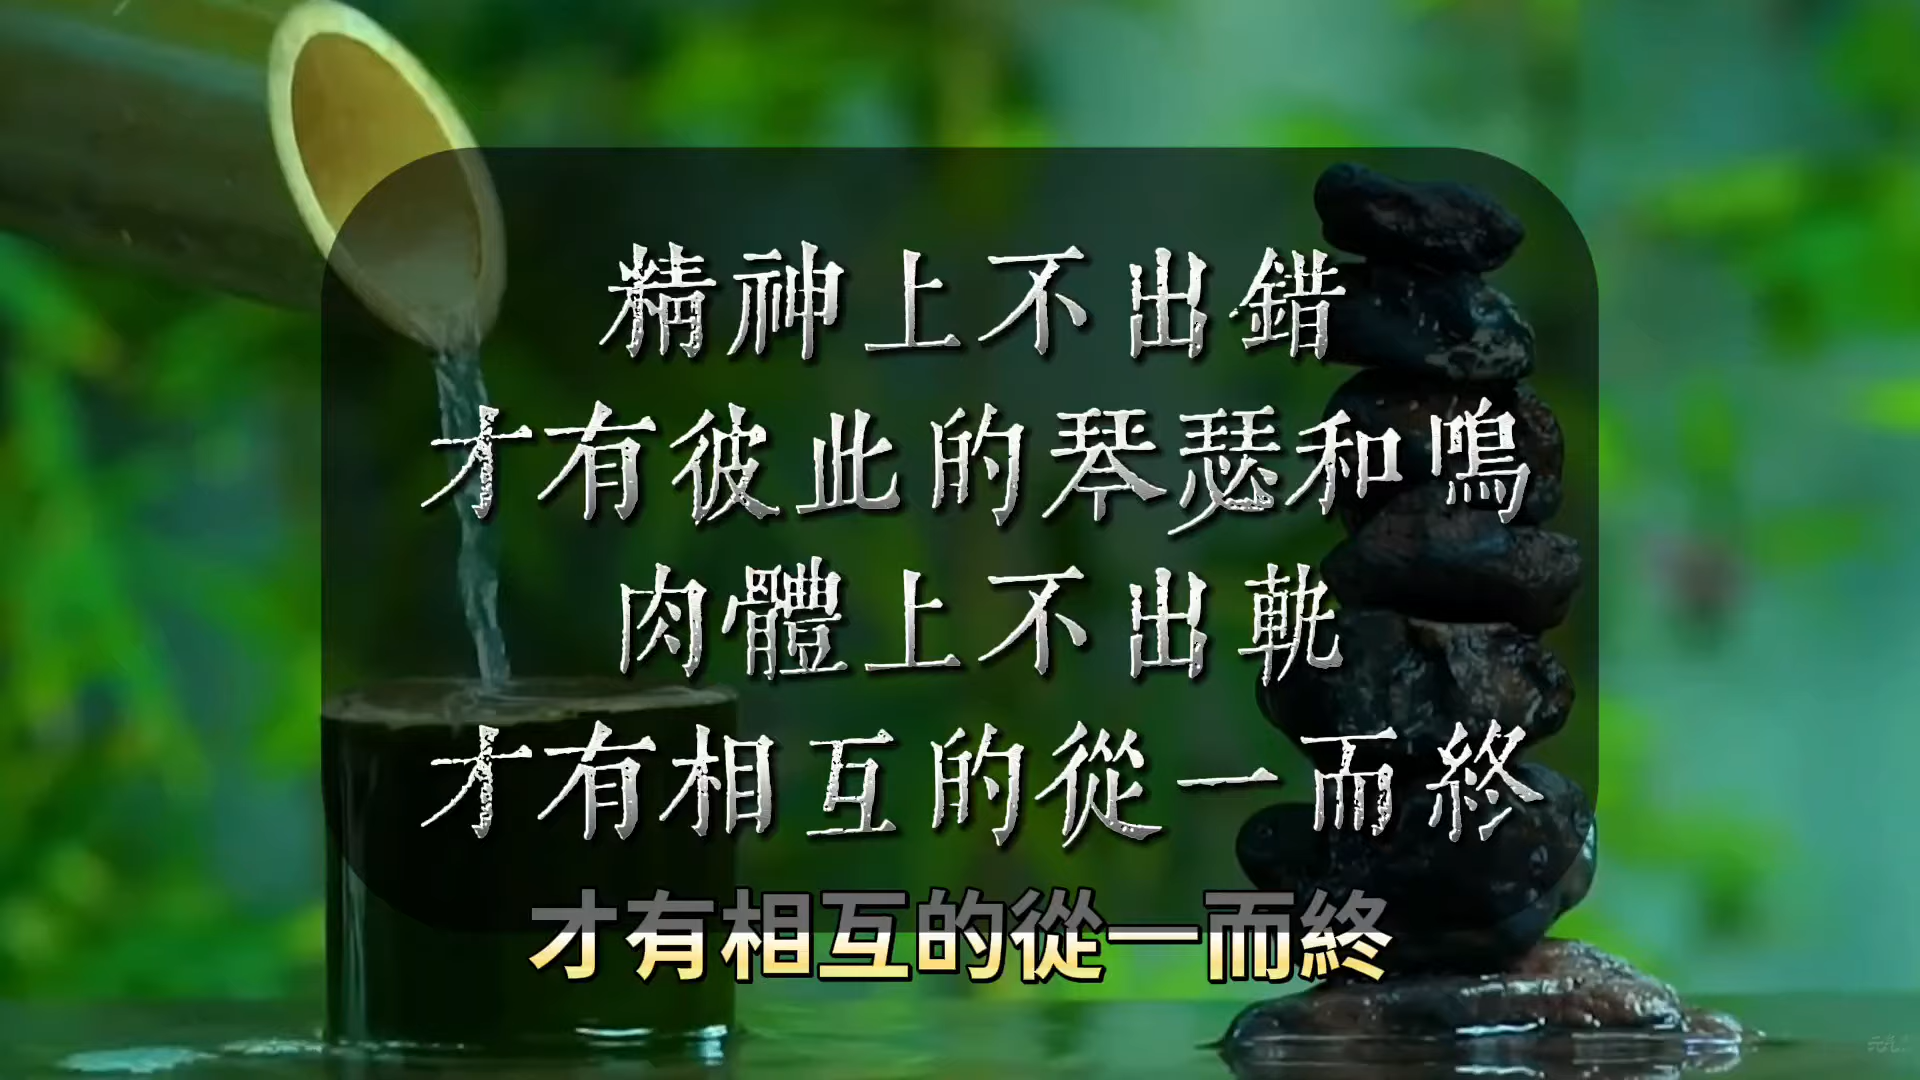 精神上不出錯
才有彼此的琴瑟和鳴
肉體上不出軌
才有相互的從一而終
才有相互的從一而終